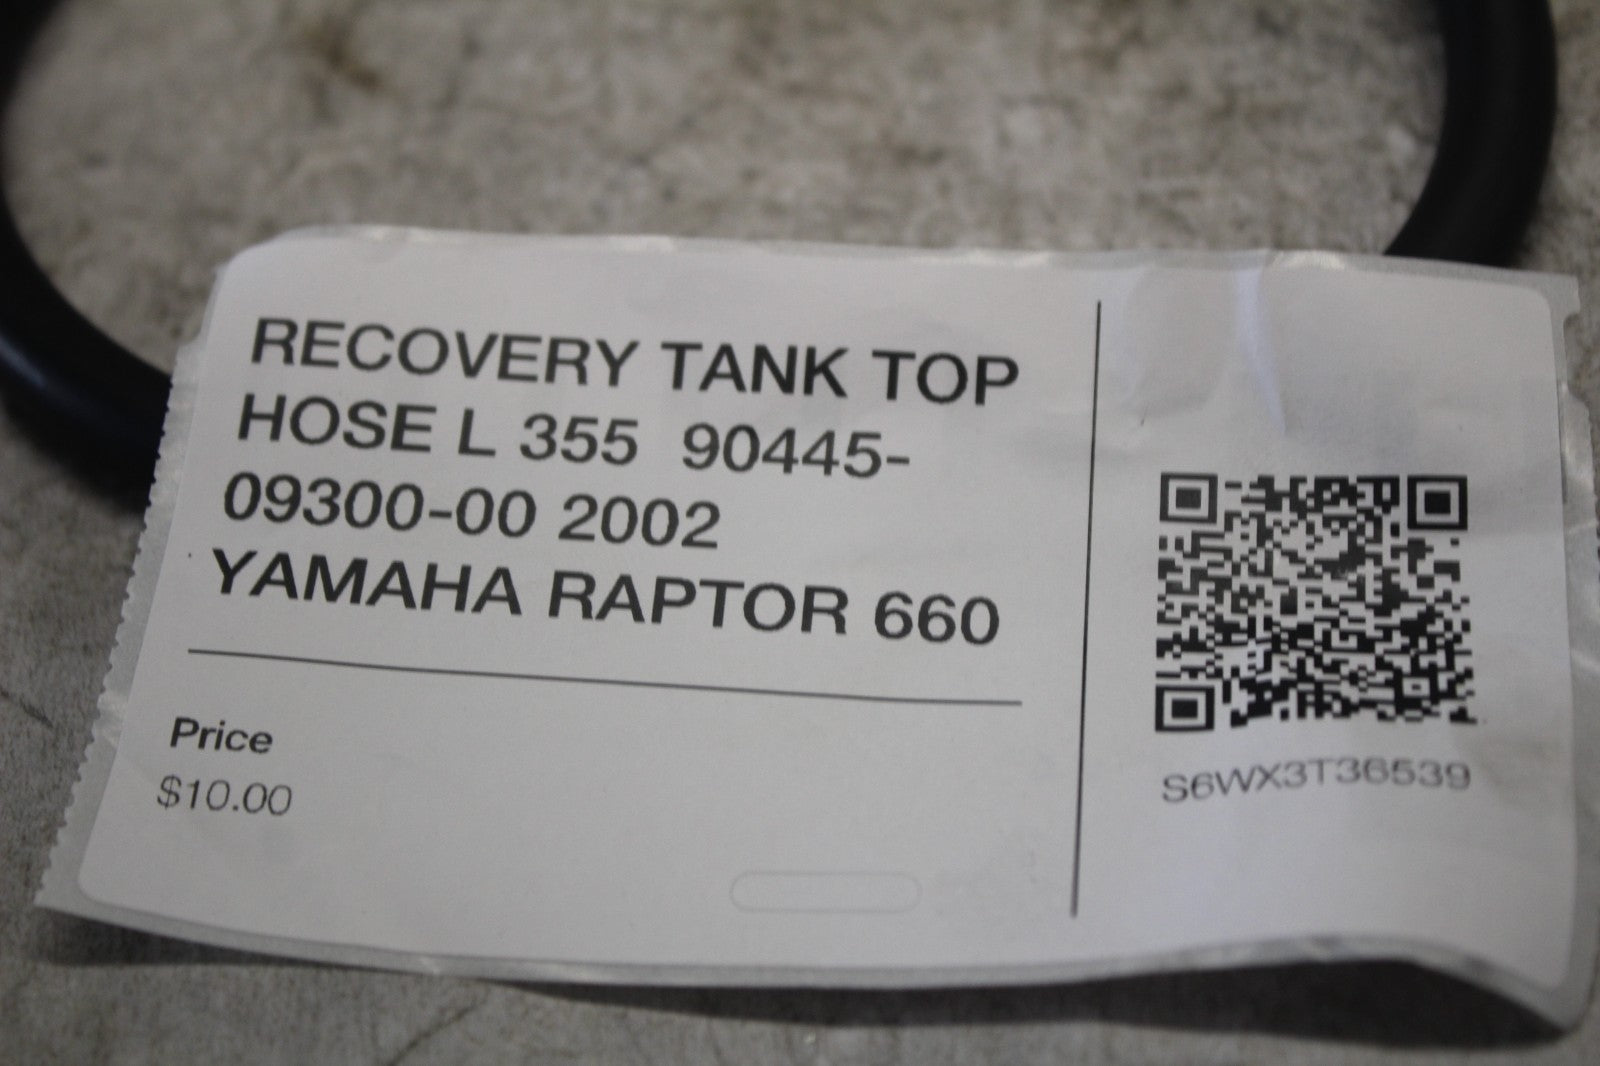 RECOVERY TANK TOP
HOSE L 355 90445-
09300-00 2002
YAMAHA RAPTOR 660
Price
$10.00
S6WX3T36539